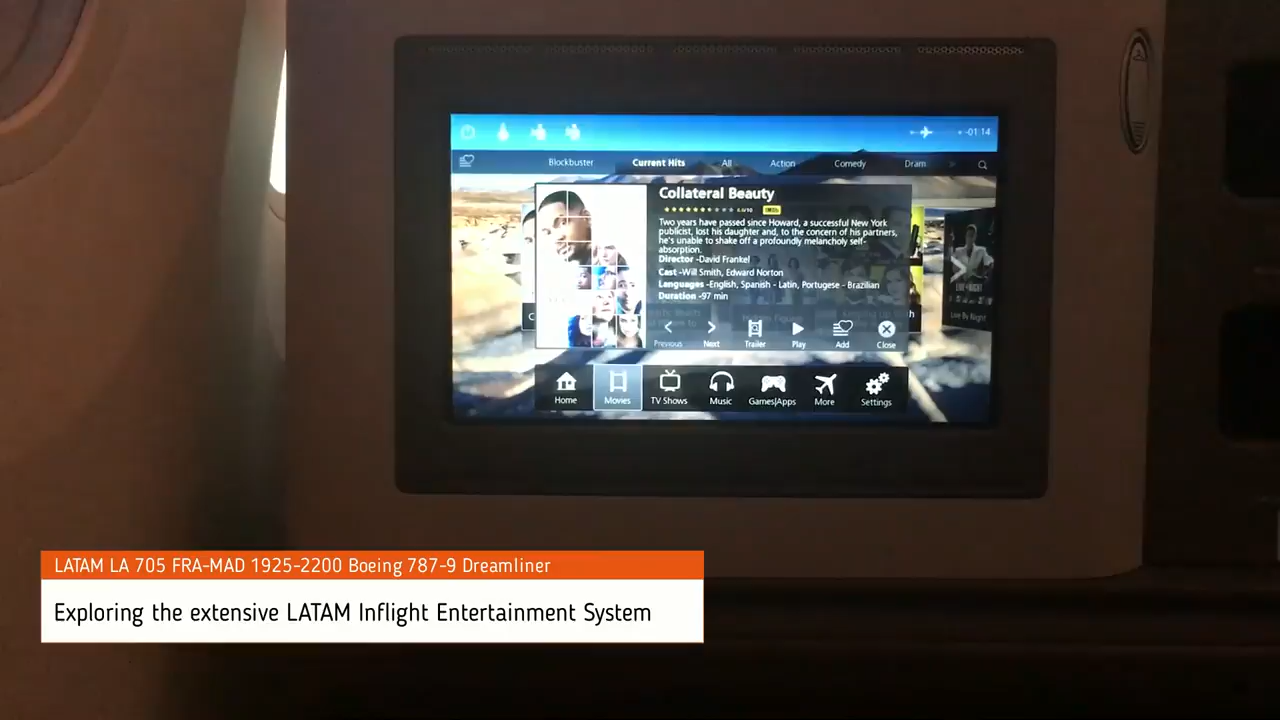 -01:14
Blockbuster Current Hits All Action Comedy Dram
Collateral Beauty
IMDb
Two years have passed since Howard, a successful New York
publicist, lost his daughter and, to the concern of his partners,
he's unable to shake off a profoundly melancholy self-
absorption.
Director -David Frankel
Cast -Will Smith, Edward Norton
Languages -English, Spanish - Latin, Portugese - Brazilian
Duration -97 min
Live By Night
Previous Next Trailer Play Add Close
Home Movies TV Shows Music Games|Apps More Settings
LATAM LA 705 FRA-MAD 1925-2200 Boeing 787-9 Dreamliner
Exploring the extensive LATAM Inflight Entertainment System